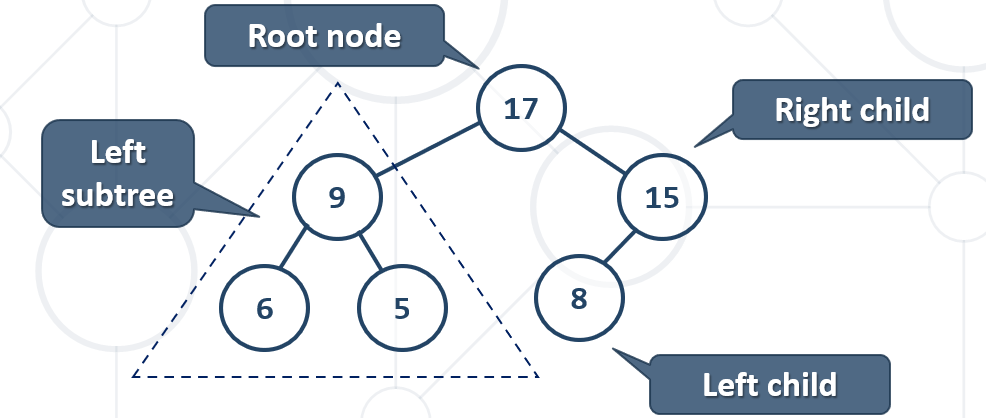 Root node
17
Right child
Left
subtree
9
15
6
5
8
Left child